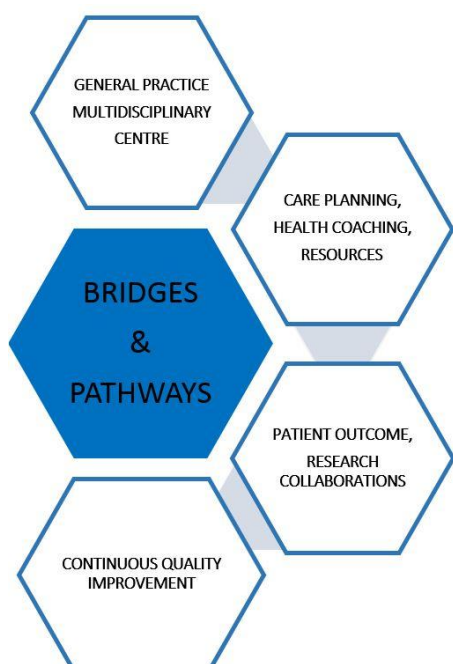 GENERAL PRACTICE
MULTIDISCIPLINARY
CENTRE
CARE PLANNING,
HEALTH COACHING,
RESOURCES
BRIDGES
&
PATHWAYS
PATIENT OUTCOME,
RESEARCH
COLLABORATIONS
CONTINUOUS QUALITY
IMPROVEMENT